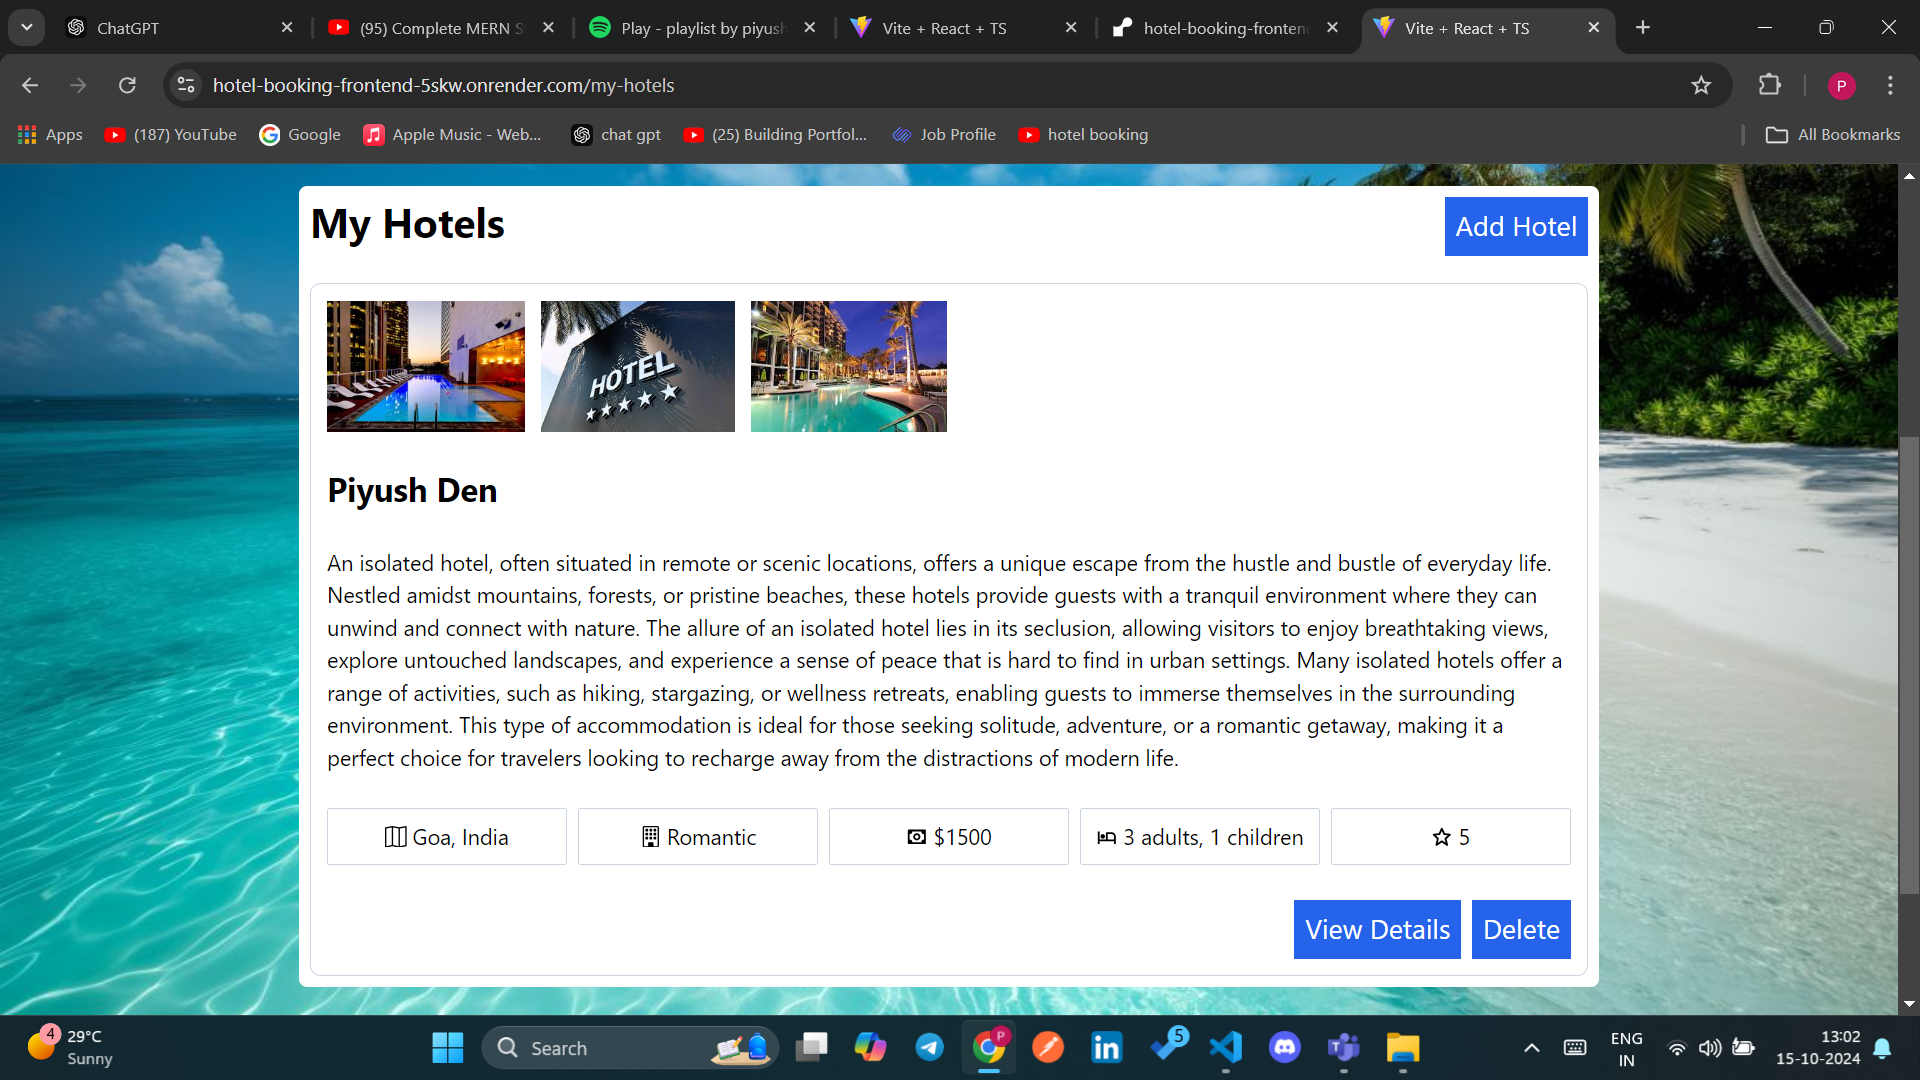 ChatGPT
(95) Complete MERN S
Play - playlist by piyush
Vite + React + TS
hotel-booking-fronten
Vite + React + TS
hotel-booking-frontend-5skw.onrender.com/my-hotels
P
Apps
(187) YouTube
Google
Apple Music - Web...
chat gpt
(25) Building Portfol...
Job Profile
hotel booking
All Bookmarks
My Hotels
Add Hotel
HOTEL
Piyush Den
An isolated hotel, often situated in remote or scenic locations, offers a unique escape from the hustle and bustle of everyday life.
Nestled amidst mountains, forests, or pristine beaches, these hotels provide guests with a tranquil environment where they can
unwind and connect with nature. The allure of an isolated hotel lies in its seclusion, allowing visitors to enjoy breathtaking views,
explore untouched landscapes, and experience a sense of peace that is hard to find in urban settings. Many isolated hotels offer a
range of activities, such as hiking, stargazing, or wellness retreats, enabling guests to immerse themselves in the surrounding
environment. This type of accommodation is ideal for those seeking solitude, adventure, or a romantic getaway, making it a
perfect choice for travelers looking to recharge away from the distractions of modern life.
Goa, India
Romantic
$1500
3 adults, 1 children
5
View Details
Delete
4
29°C
Sunny
Search
P
in
5
ENG
IN
13:02
15-10-2024